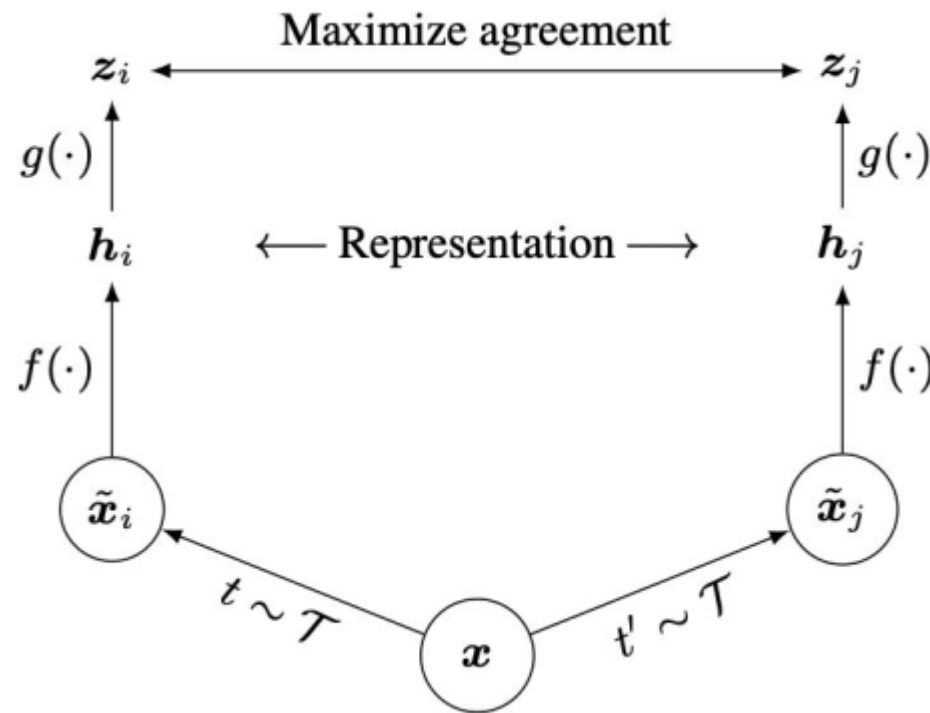 Maximize agreement
z_i z_j
g(·) g(·)
h_i ← Representation → h_j
f(·) f(·)
x̃_i x̃_j
t ~ 𝒯 t' ~ 𝒯
x